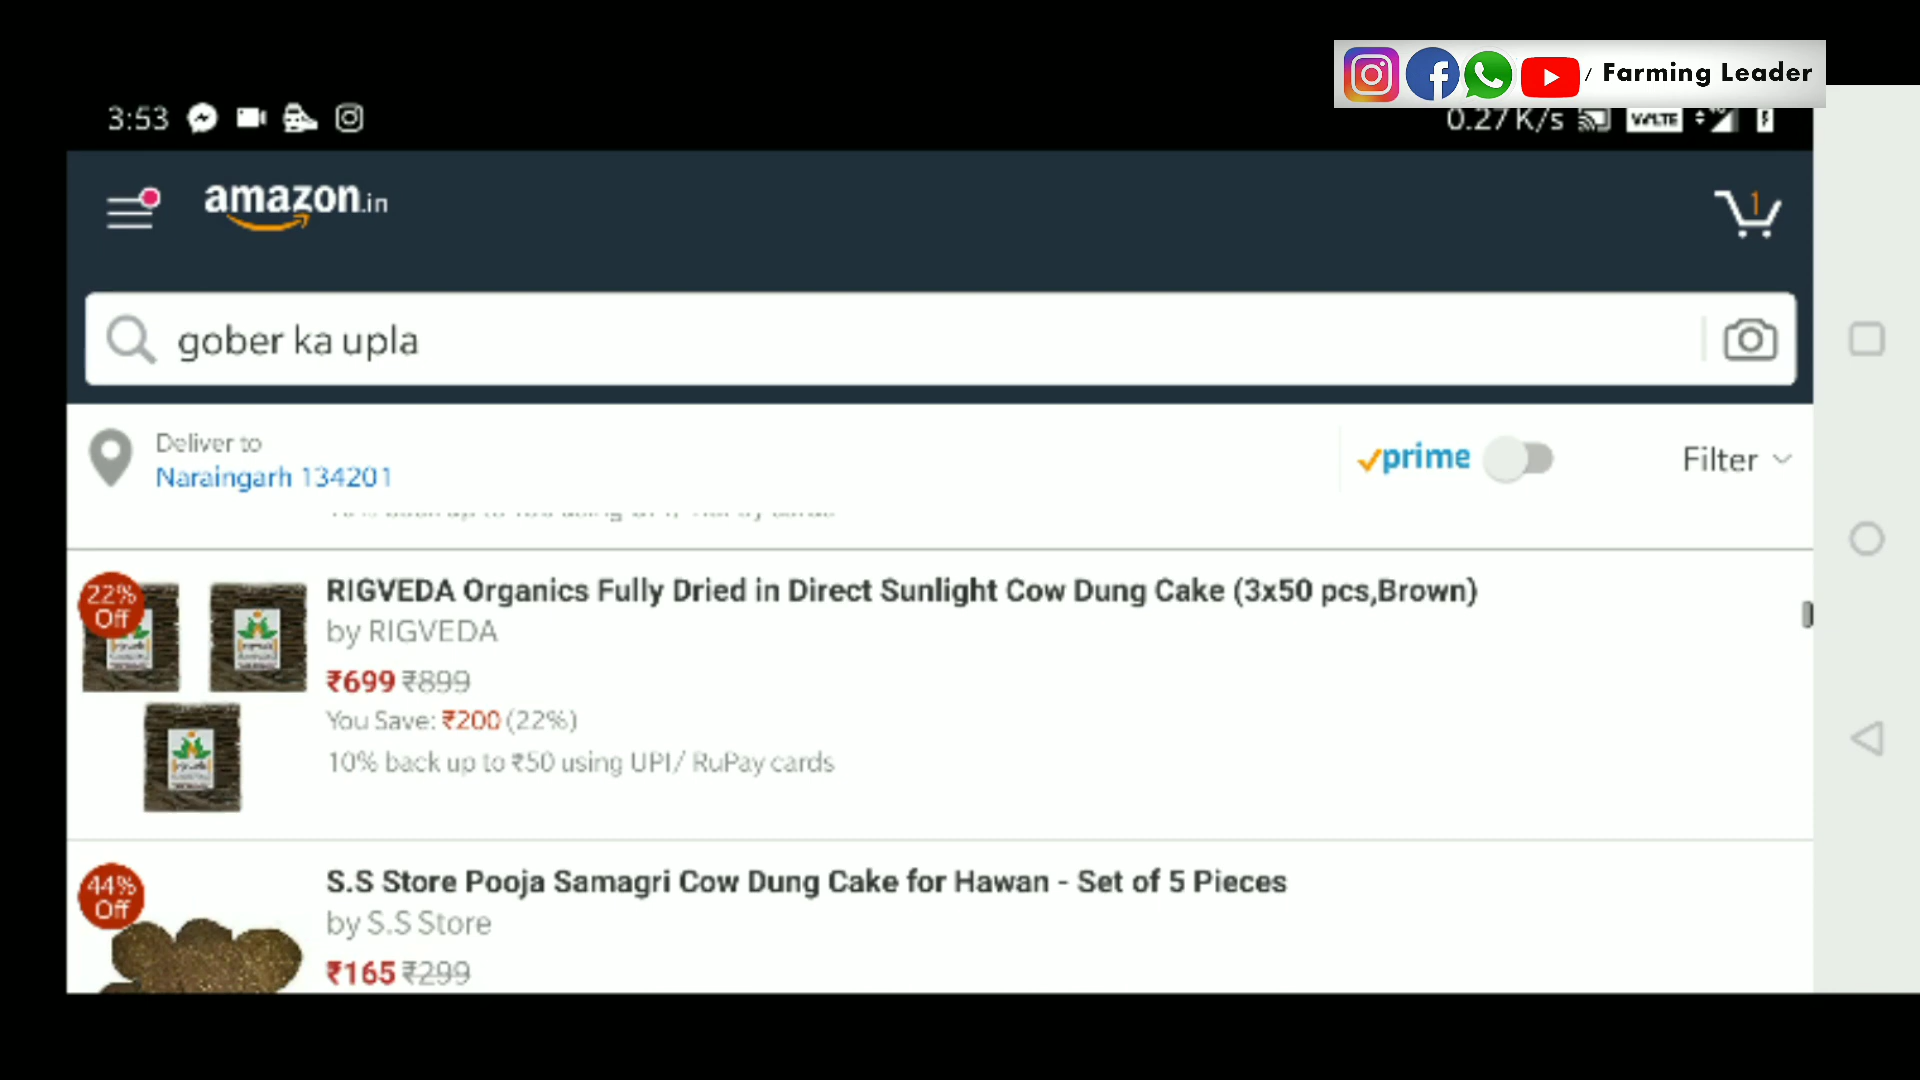 / Farming Leader
3:53
0.27 K/s
amazon.in
1
gober ka upla
Deliver to
Naraingarh 134201
prime
Filter
22%
Off
RIGVEDA Organics Fully Dried in Direct Sunlight Cow Dung Cake (3x50 pcs,Brown)
by RIGVEDA
₹699 ₹899
You Save: ₹200 (22%)
10% back up to ₹50 using UPI/ RuPay cards
44%
Off
S.S Store Pooja Samagri Cow Dung Cake for Hawan - Set of 5 Pieces
by S.S Store
₹165 ₹299